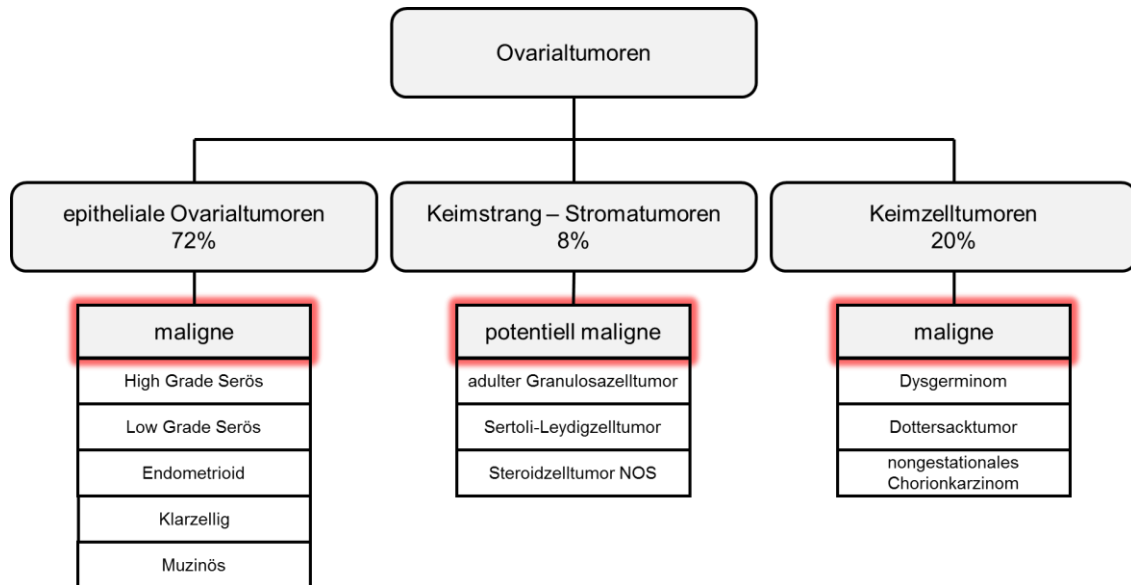 Ovarialtumoren
epitheliale Ovarialtumoren
72%
Keimstrang – Stromatumoren
8%
Keimzelltumoren
20%
maligne
High Grade Serös
Low Grade Serös
Endometrioid
Klarzellig
Muzinös
potentiell maligne
adulter Granulosazelltumor
Sertoli-Leydigzelltumor
Steroidzelltumor NOS
maligne
Dysgerminom
Dottersacktumor
nongestationales
Chorionkarzinom